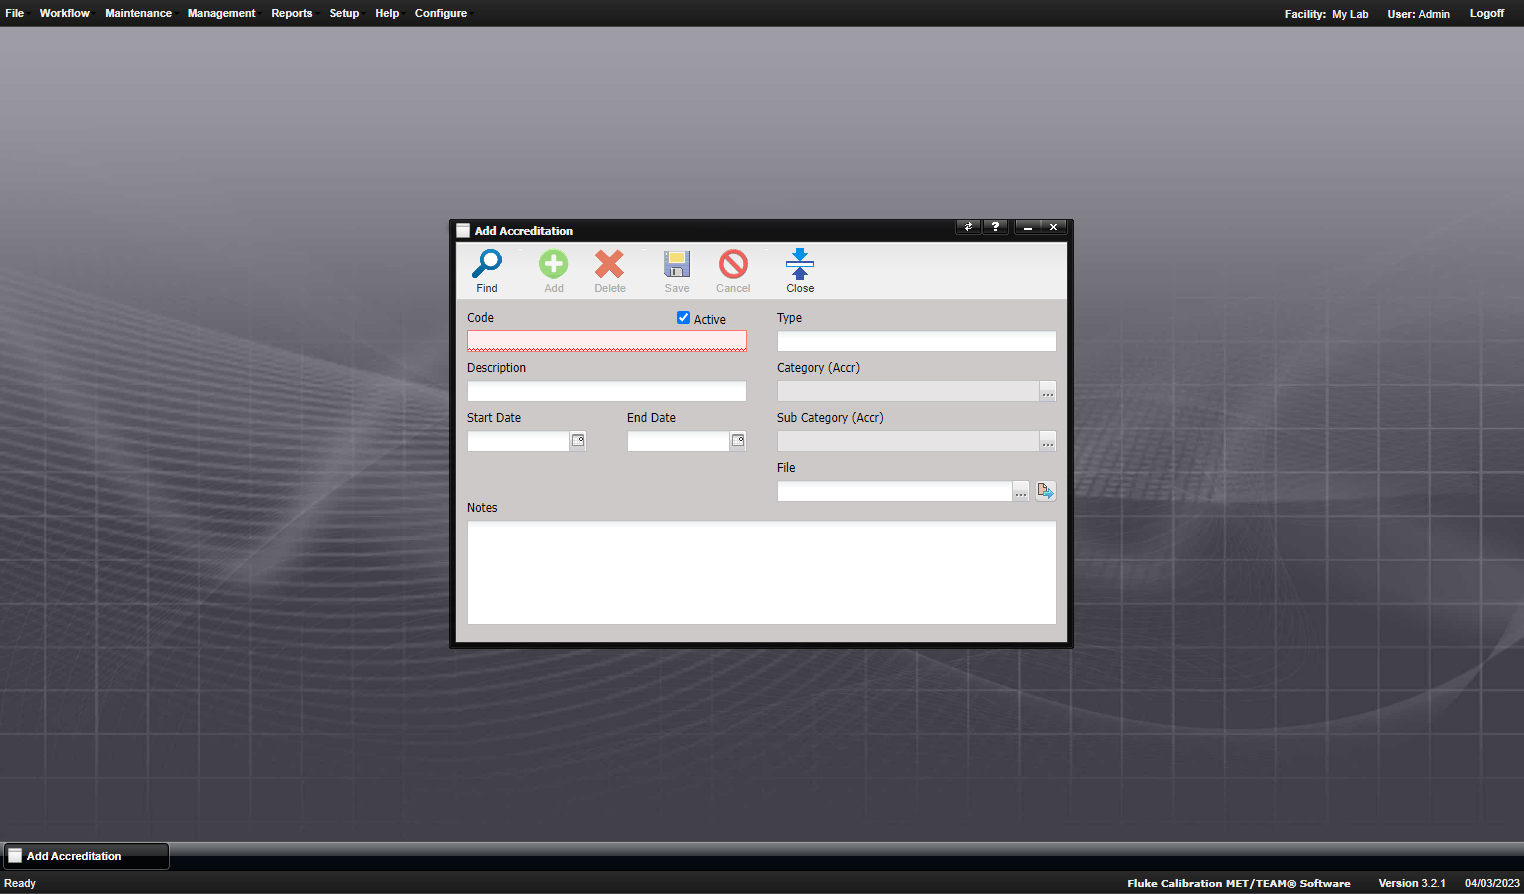 File Workflow Maintenance Management Reports Setup Help Configure Facility: My Lab User: Admin Logoff
Add Accreditation
Find Add Delete Save Cancel Close
Code Active Type
Description Category (Accr)
Start Date End Date Sub Category (Accr)
File
Notes
Add Accreditation
Ready Fluke Calibration MET/TEAM® Software Version 3.2.1 04/03/2023